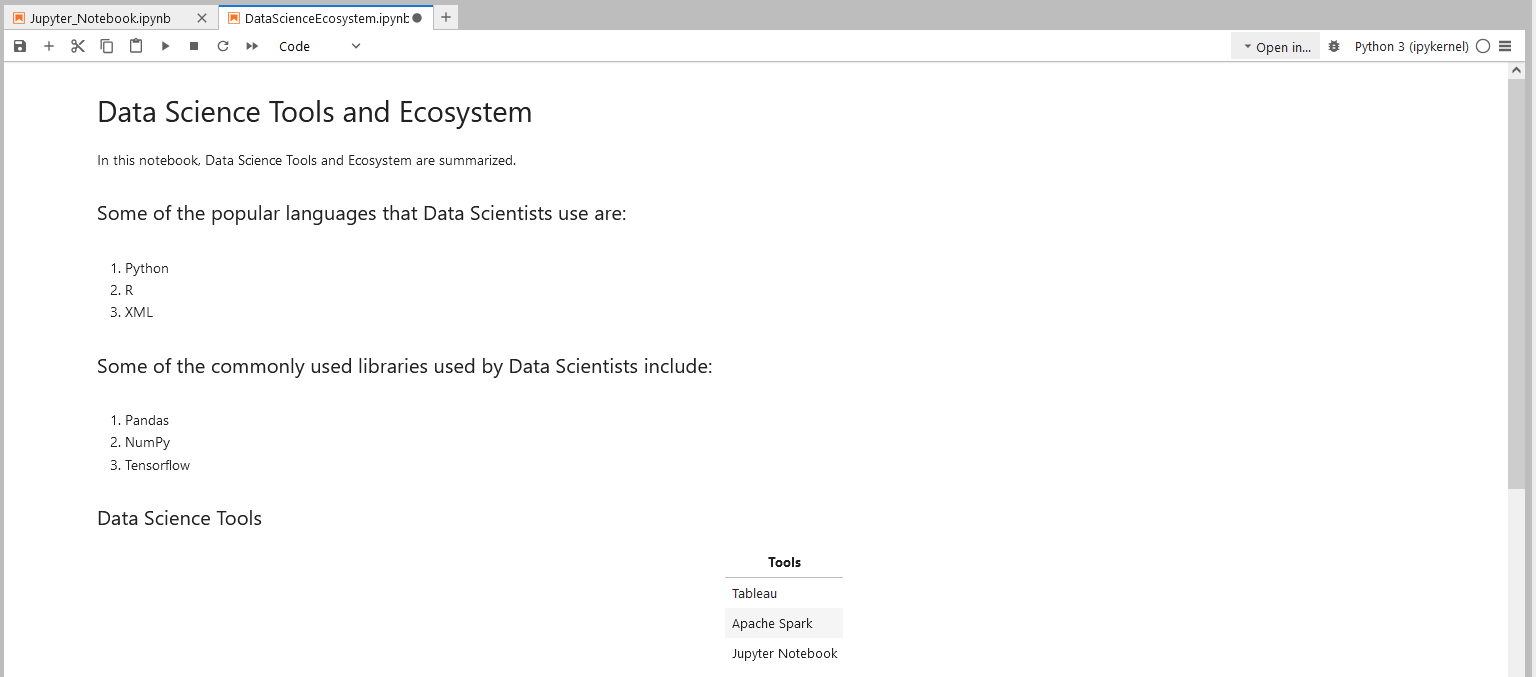 Jupyter_Notebook.ipynb
DataScienceEcosystem.ipynb
Code
Open in...
Python 3 (ipykernel)
Data Science Tools and Ecosystem
In this notebook, Data Science Tools and Ecosystem are summarized.
Some of the popular languages that Data Scientists use are:
1. Python
2. R
3. XML
Some of the commonly used libraries used by Data Scientists include:
1. Pandas
2. NumPy
3. Tensorflow
Data Science Tools
Tools
Tableau
Apache Spark
Jupyter Notebook